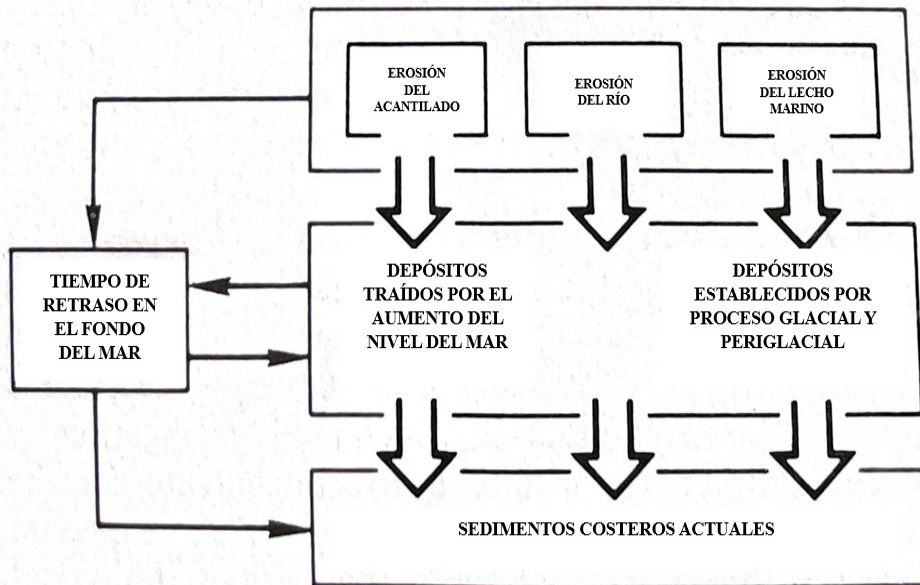 EROSIÓN
DEL
ACANTILADO
EROSIÓN
DEL RÍO
EROSIÓN
DEL LECHO
MARINO
TIEMPO DE
RETRASO EN
EL FONDO
DEL MAR
DEPÓSITOS
TRAÍDOS POR EL
AUMENTO DEL
NIVEL DEL MAR
DEPÓSITOS
ESTABLECIDOS POR
PROCESO GLACIAL Y
PERIGLACIAL
SEDIMENTOS COSTEROS ACTUALES